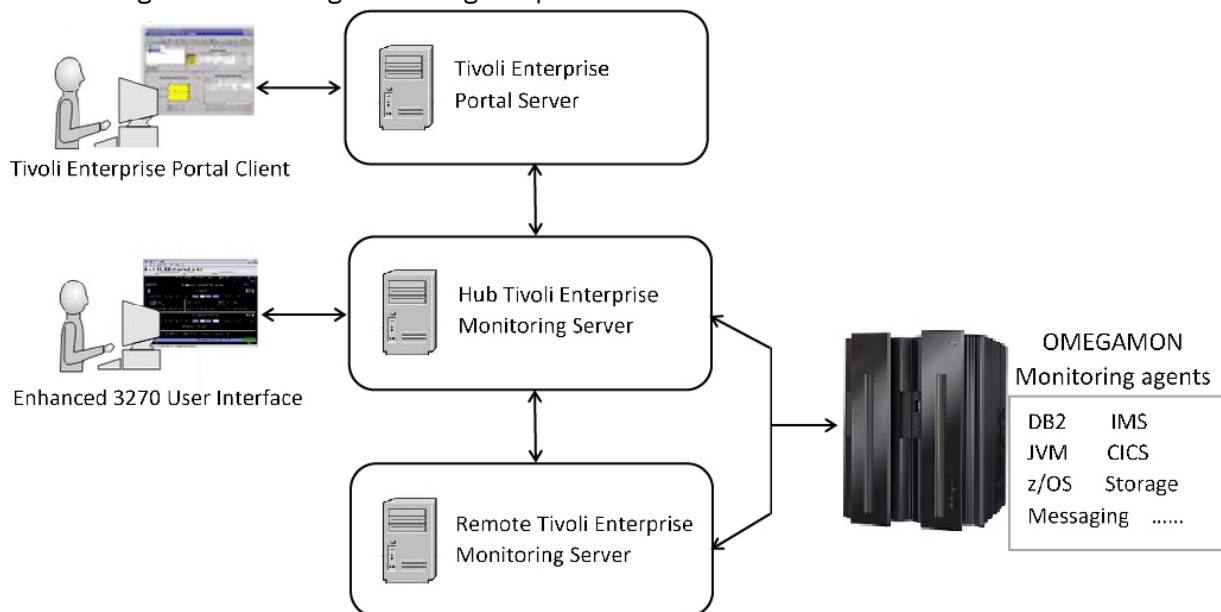 Tivoli Enterprise
Portal Server
Tivoli Enterprise Portal Client
Hub Tivoli Enterprise
Monitoring Server
Enhanced 3270 User Interface
OMEGAMON
Monitoring agents
DB2 IMS
JVM CICS
z/OS Storage
Messaging ......
Remote Tivoli Enterprise
Monitoring Server